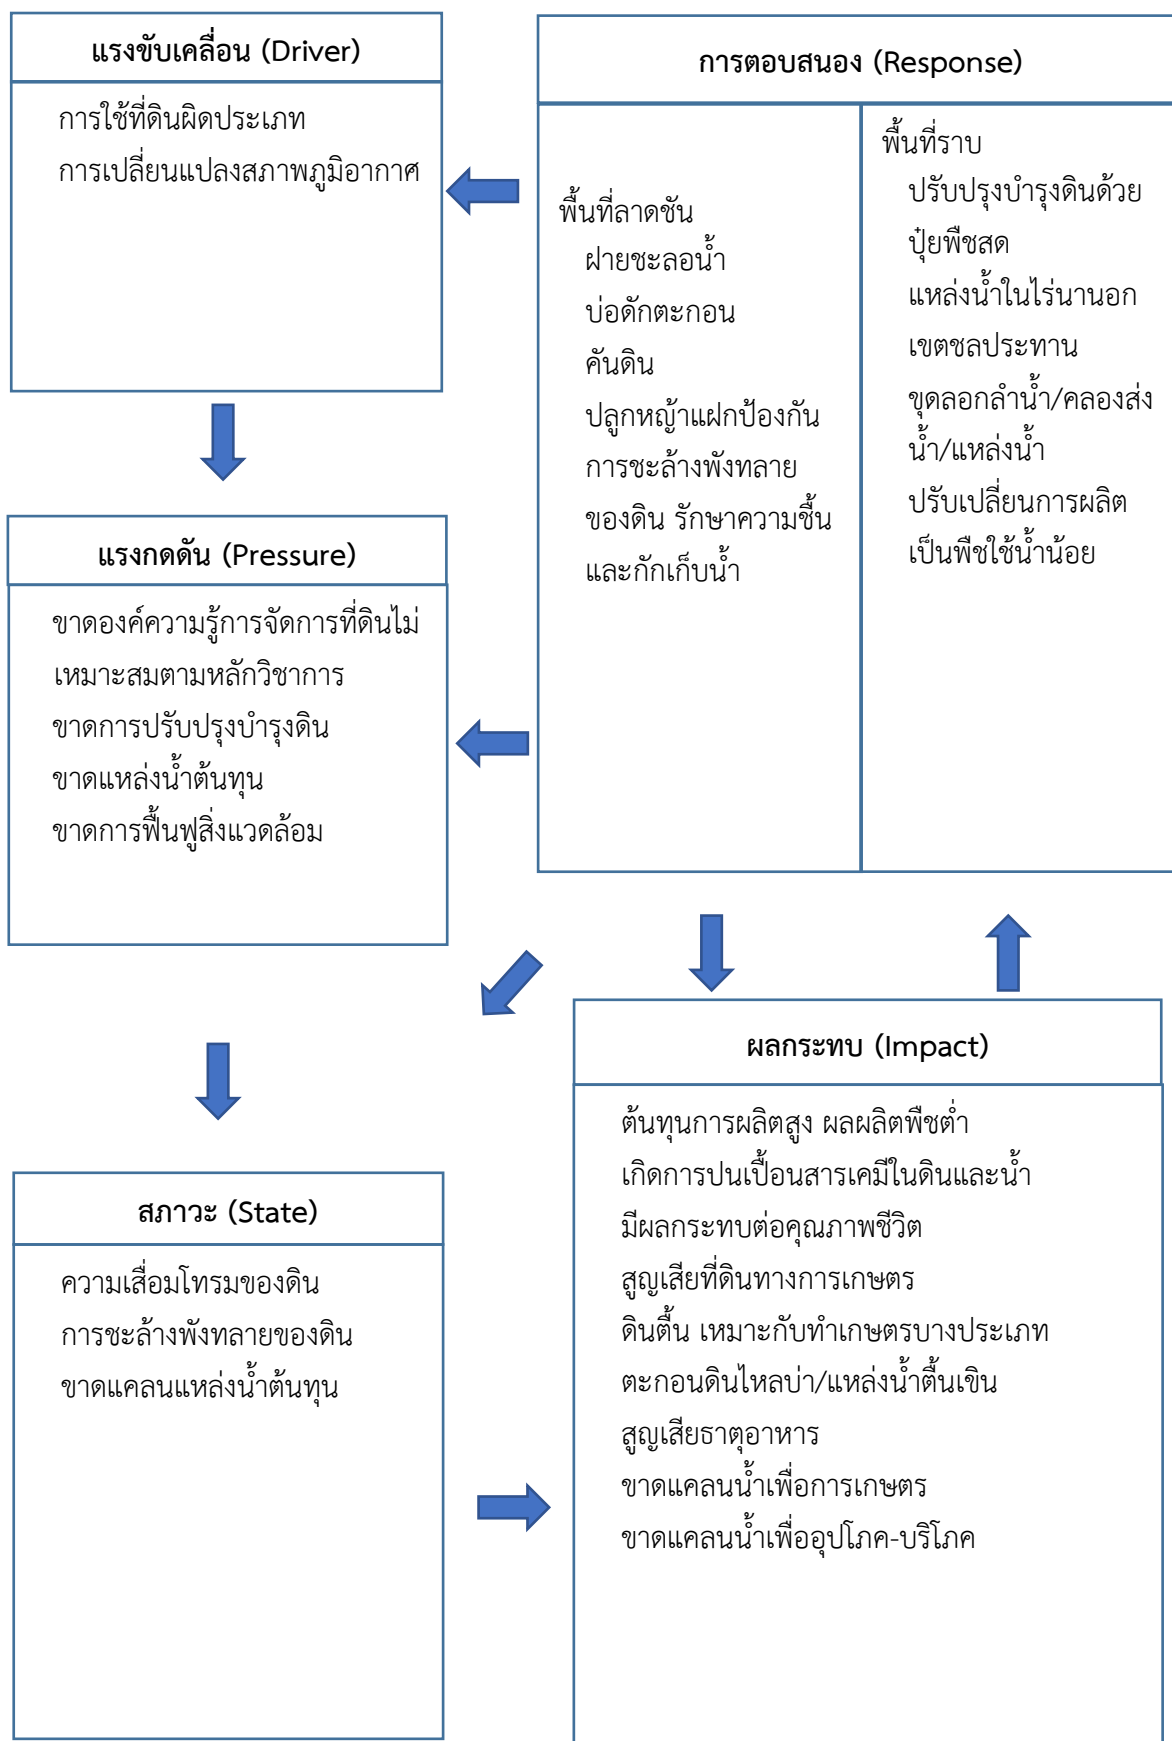 แรงขับเคลื่อน (Driver)
การใช้ที่ดินผิดประเภท
การเปลี่ยนแปลงสภาพภูมิอากาศ
การตอบสนอง (Response)
พื้นที่ลาดชัน
ฝายชะลอน้ำ
บ่อดักตะกอน
คันดิน
ปลูกหญ้าแฝกป้องกัน
การชะล้างพังทลาย
ของดิน รักษาความชื้น
และกักเก็บน้ำ
พื้นที่ราบ
ปรับปรุงบำรุงดินด้วย
ปุ๋ยพืชสด
แหล่งน้ำในไร่นานอก
เขตชลประทาน
ขุดลอกลำน้ำ/คลองส่ง
น้ำ/แหล่งน้ำ
ปรับเปลี่ยนการผลิต
เป็นพืชใช้น้ำน้อย
แรงกดดัน (Pressure)
ขาดองค์ความรู้การจัดการที่ดินไม่
เหมาะสมตามหลักวิชาการ
ขาดการปรับปรุงบำรุงดิน
ขาดแหล่งน้ำต้นทุน
ขาดการฟื้นฟูสิ่งแวดล้อม
สภาวะ (State)
ความเสื่อมโทรมของดิน
การชะล้างพังทลายของดิน
ขาดแคลนแหล่งน้ำต้นทุน
ผลกระทบ (Impact)
ต้นทุนการผลิตสูง ผลผลิตพืชต่ำ
เกิดการปนเปื้อนสารเคมีในดินและน้ำ
มีผลกระทบต่อคุณภาพชีวิต
สูญเสียที่ดินทางการเกษตร
ดินตื้น เหมาะกับทำเกษตรบางประเภท
ตะกอนดินไหลบ่า/แหล่งน้ำตื้นเขิน
สูญเสียธาตุอาหาร
ขาดแคลนน้ำเพื่อการเกษตร
ขาดแคลนน้ำเพื่ออุปโภค-บริโภค